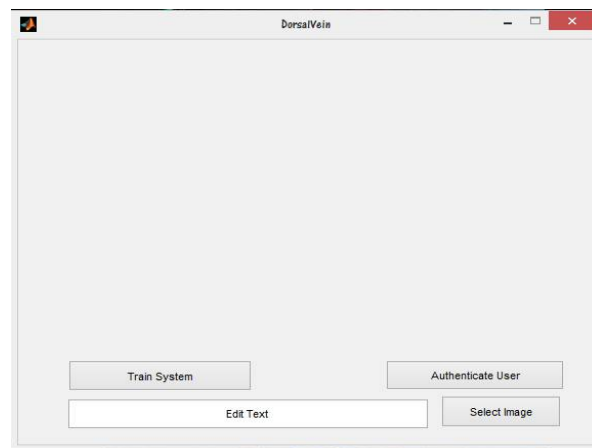 DorsalVein
Train System
Authenticate User
Edit Text
Select Image